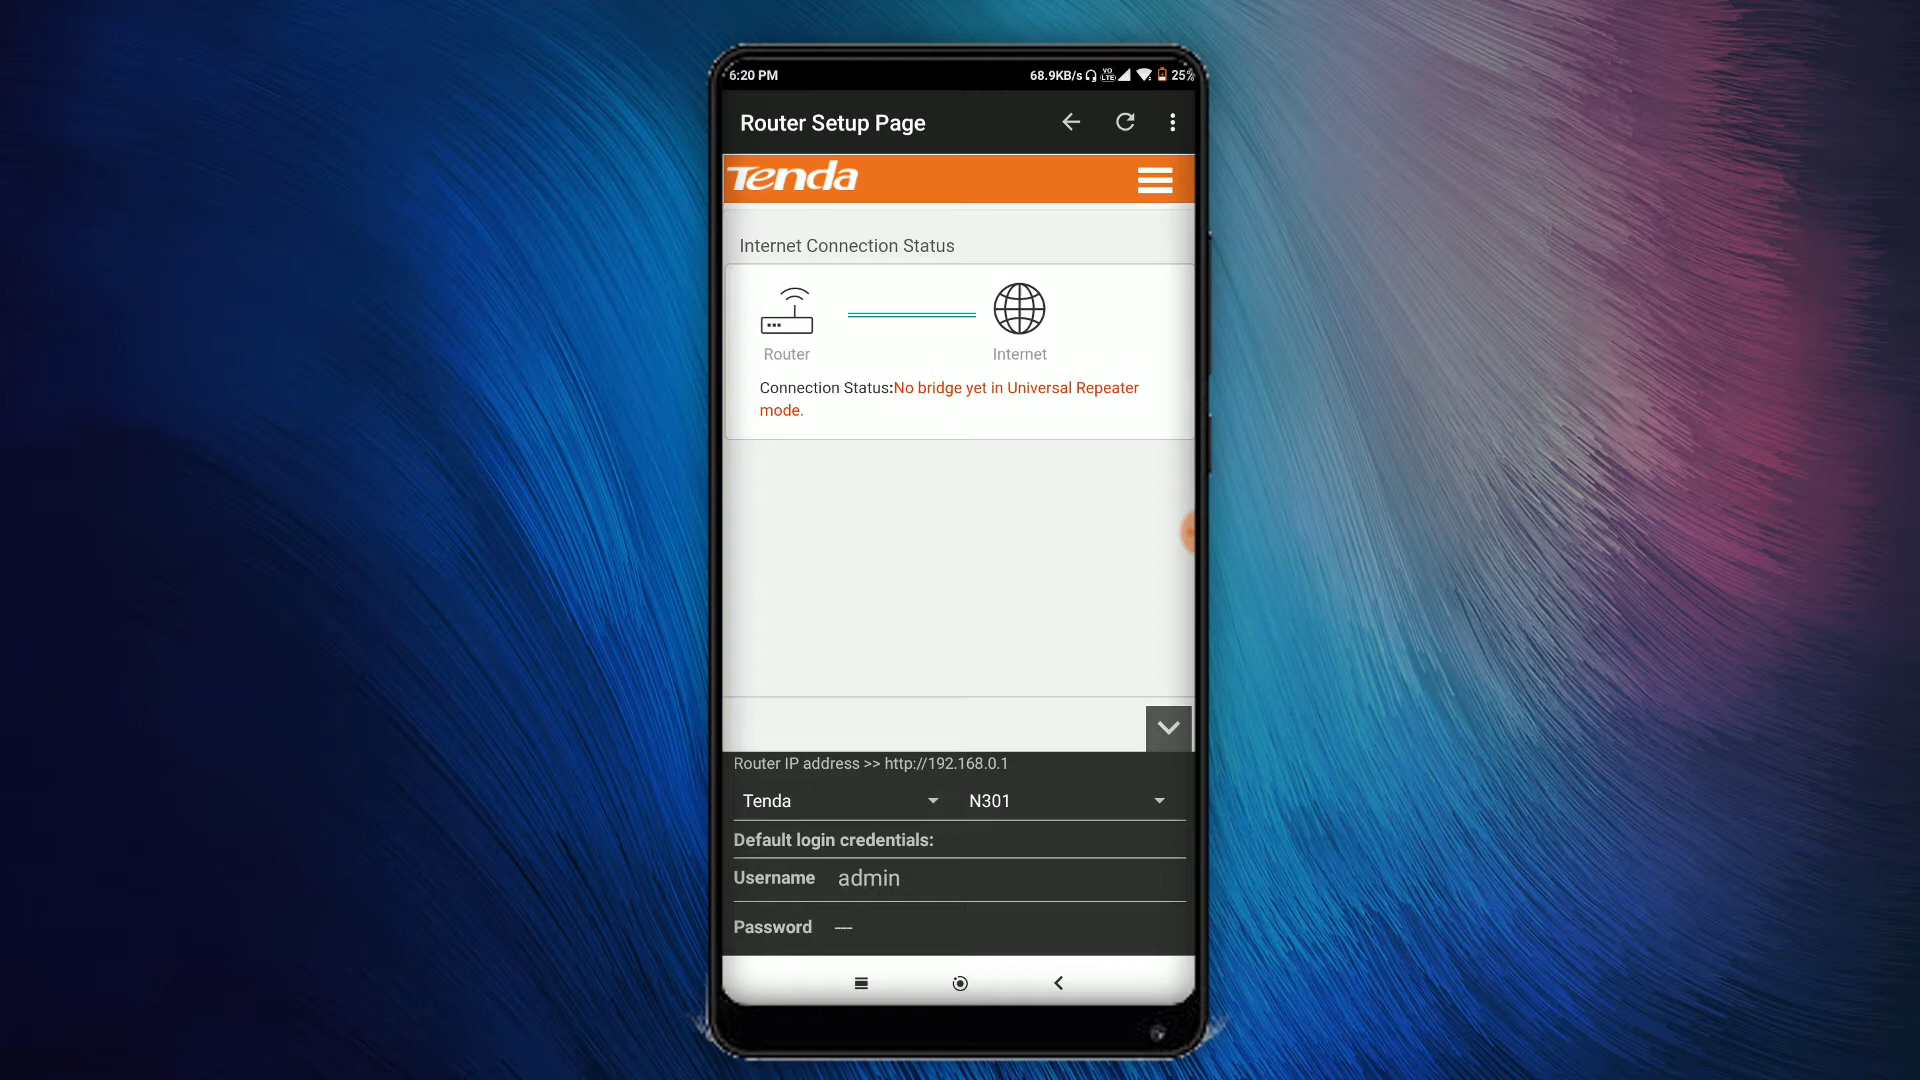 6:20 PM 68.9KB/s VO LTE 25%
Router Setup Page
Tenda
Internet Connection Status
Router Internet
Connection Status:No bridge yet in Universal Repeater
mode.
Router IP address >> http://192.168.0.1
Tenda N301
Default login credentials:
Username admin
Password ---